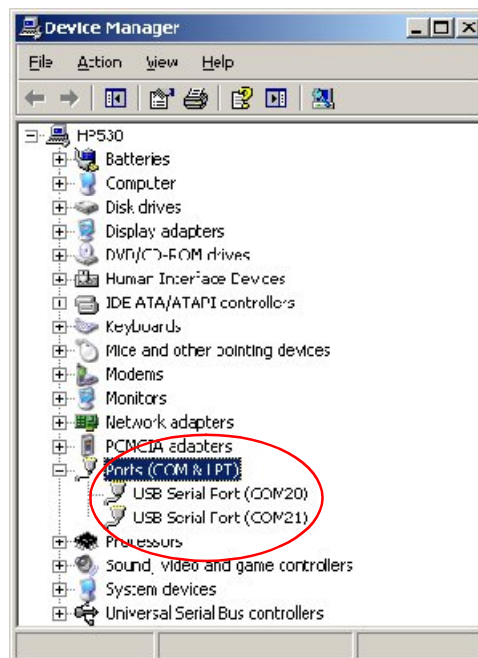 Device Manager
File Action View Help
HP530
Batteries
Computer
Disk drives
Display adapters
DVD/CD-ROM drives
Human Interface Devices
IDE ATA/ATAPI controllers
Keyboards
Mice and other pointing devices
Modems
Monitors
Network adapters
PCMCIA adapters
Ports (COM & LPT)
USB Serial Port (COM20)
USB Serial Port (COM21)
Processors
Sound, video and game controllers
System devices
Universal Serial Bus controllers